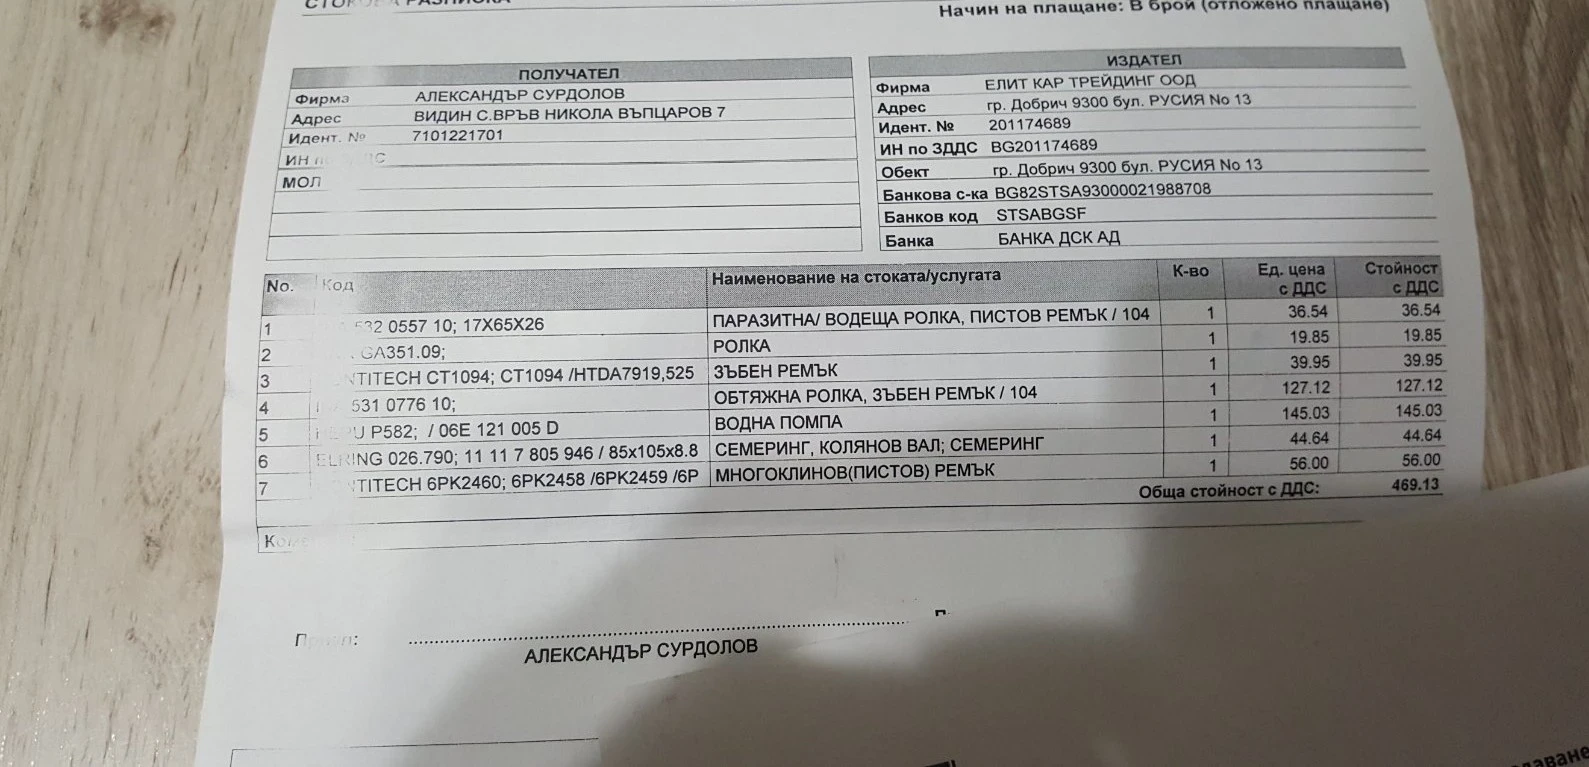 СТОКОВА РАЗПИСКА
Начин на плащане: В брой (отложено плащане)
ПОЛУЧАТЕЛ
Фирма АЛЕКСАНДЪР СУРДОЛОВ
Адрес ВИДИН С.ВРЪВ НИКОЛА ВЪПЦАРОВ 7
Идент. № 7101221701
ИН
МОЛ
ИЗДАТЕЛ
Фирма ЕЛИТ КАР ТРЕЙДИНГ ООД
Адрес гр. Добрич 9300 бул. РУСИЯ No 13
Идент. № 201174689
ИН по ЗДДС BG201174689
Обект гр. Добрич 9300 бул. РУСИЯ No 13
Банкова с-ка BG82STSA93000021988708
Банков код STSABGSF
Банка БАНКА ДСК АД
No. Код Наименование на стоката/услугата К-во Ед. цена с ДДС Стойност с ДДС
1 532 0557 10; 17X65X26 ПАРАЗИТНА/ ВОДЕЩА РОЛКА, ПИСТОВ РЕМЪК / 104 1 36.54 36.54
2 GA351.09; РОЛКА 1 19.85 19.85
3 NTITECH CT1094; CT1094 /HTDA7919,525 ЗЪБЕН РЕМЪК 1 39.95 39.95
4 531 0776 10; ОБТЯЖНА РОЛКА, ЗЪБЕН РЕМЪК / 104 1 127.12 127.12
5 P582; / 06E 121 005 D ВОДНА ПОМПА 1 145.03 145.03
6 ELRING 026.790; 11 11 7 805 946 / 85x105x8.8 СЕМЕРИНГ, КОЛЯНОВ ВАЛ; СЕМЕРИНГ 1 44.64 44.64
7 NTITECH 6PK2460; 6PK2458 /6PK2459 /6P МНОГОКЛИНОВ(ПИСТОВ) РЕМЪК 1 56.00 56.00
Обща стойност с ДДС: 469.13
АЛЕКСАНДЪР СУРДОЛОВ